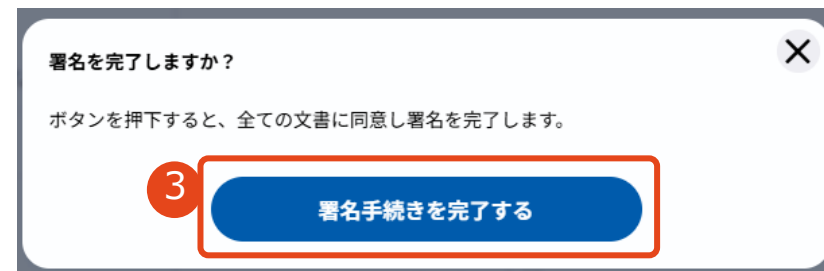 署名を完了しますか？
ボタンを押下すると、全ての文書に同意し署名を完了します。
3
署名手続きを完了する